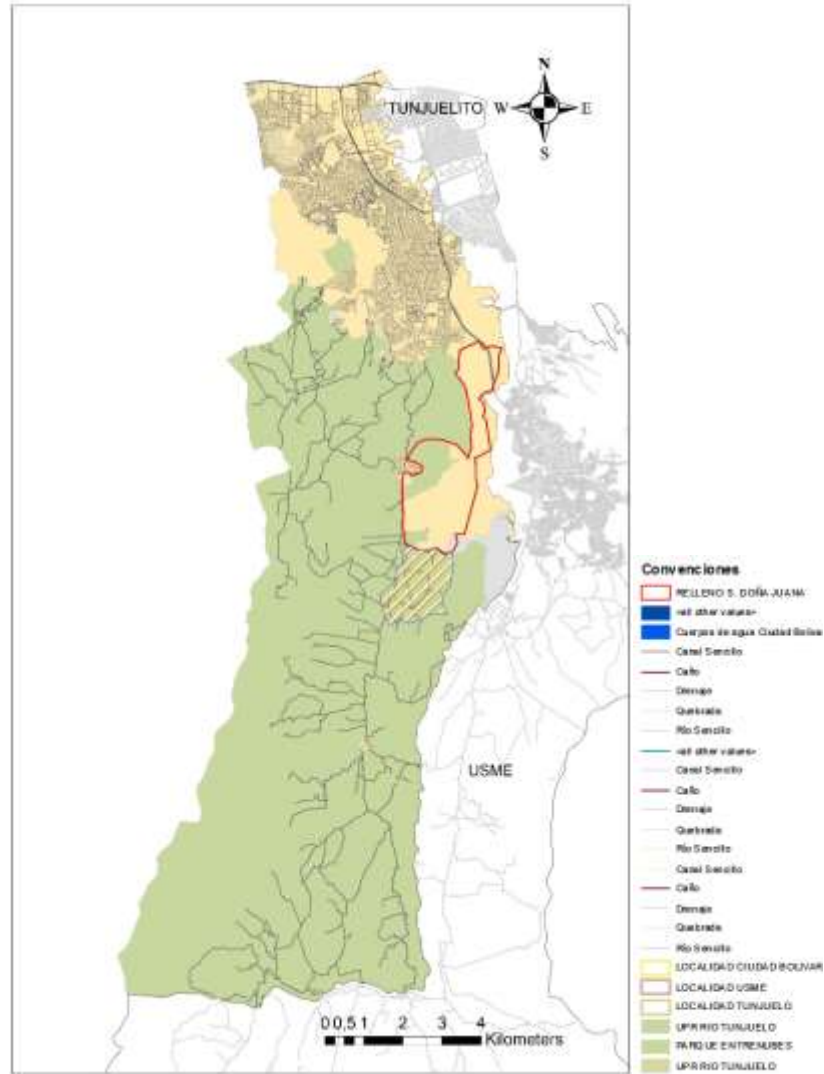 N
TUNJUELITO W E
S
USME
0 0,5 1 2 3 4
Kilometers
Convenciones
RELLENO S. DOÑA JUANA
<all other values>
Cuerpos de agua Ciudad Bolivar
Canal Sencillo
Caño
Drenaje
Quebrada
Río Sencillo
<all other values>
Canal Sencillo
Caño
Drenaje
Quebrada
Río Sencillo
Canal Sencillo
Caño
Drenaje
Quebrada
Río Sencillo
LOCALIDAD CIUDAD BOLIVAR
LOCALIDAD USME
LOCALIDAD TUNJUELO
UPR RIO TUNJUELO
PARQUE ENTRENUBES
UPR RIO TUNJUELO